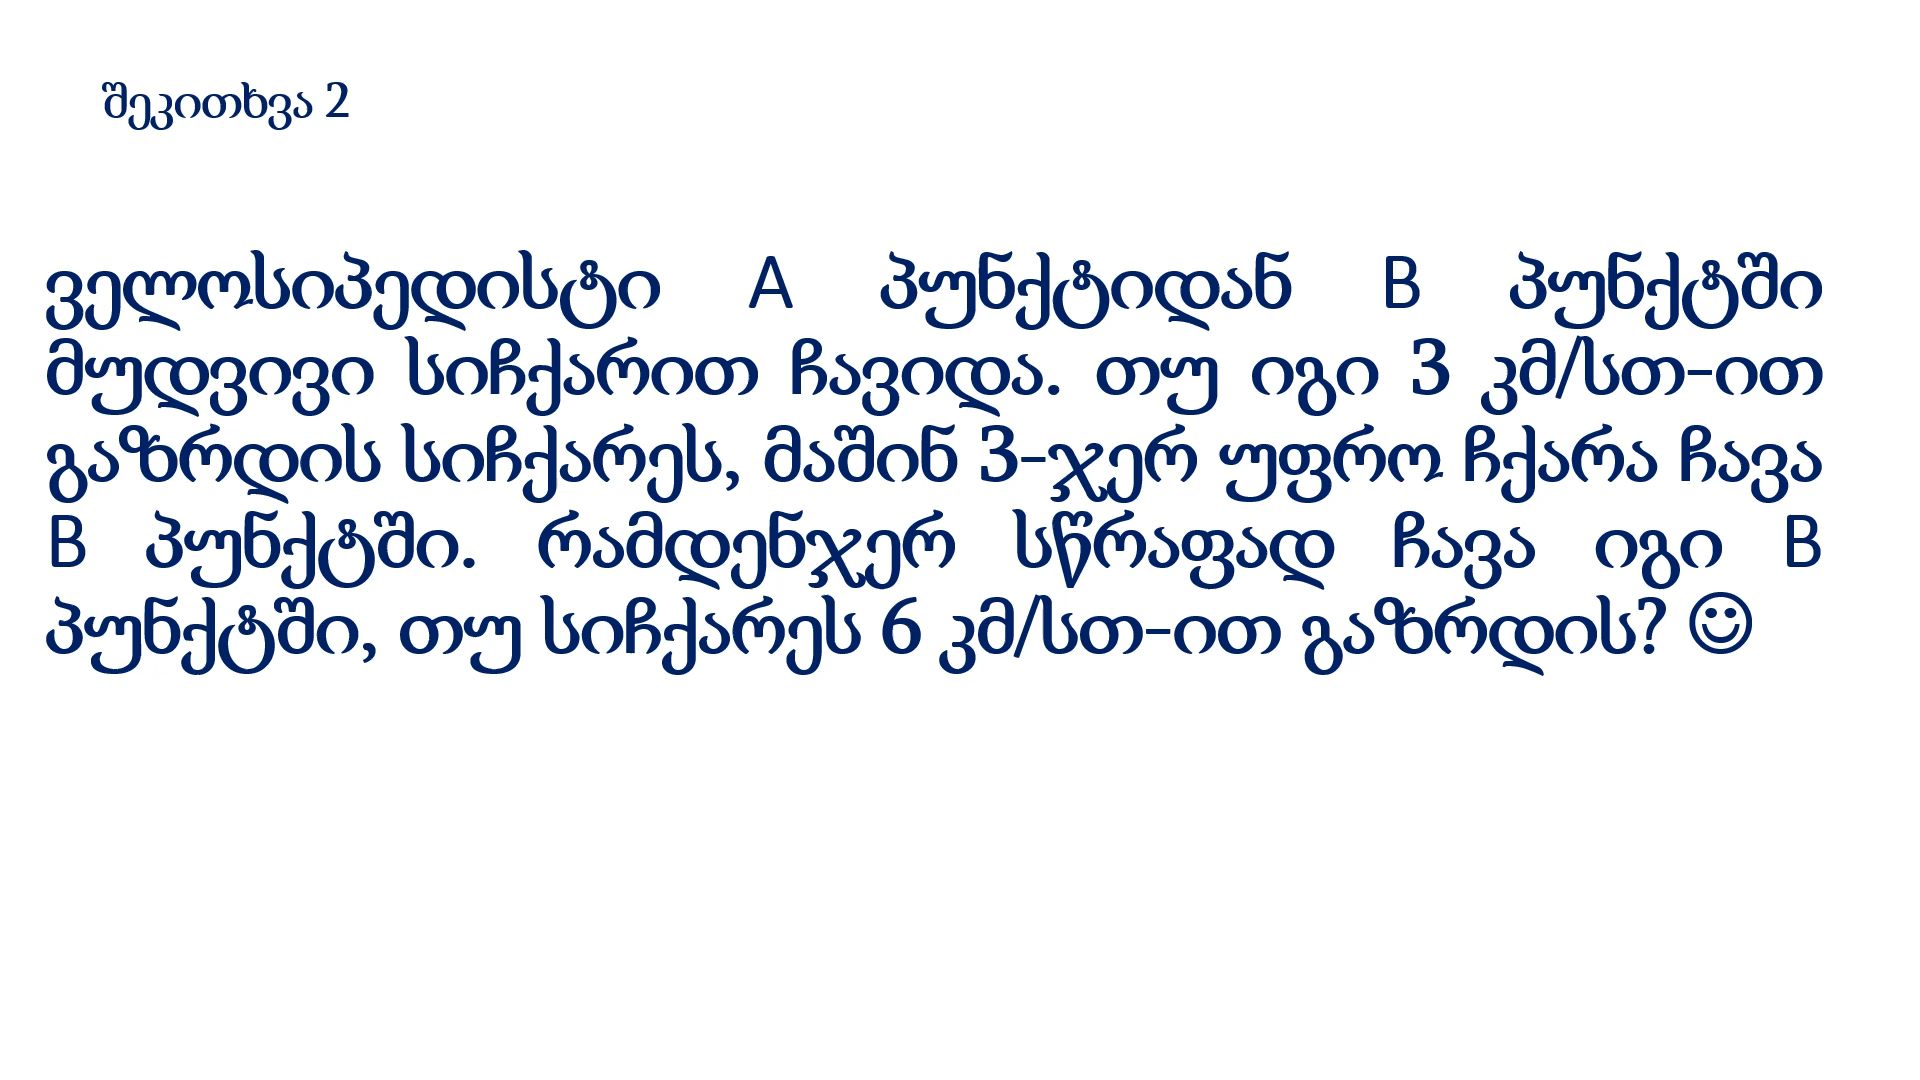 შეკითხვა 2
ველოსიპედისტი A პუნქტიდან B პუნქტში
მუდვივი სიჩქარით ჩავიდა. თუ იგი 3 კმ/სთ-ით
გაზრდის სიჩქარეს, მაშინ 3-ჯერ უფრო ჩქარა ჩავა
B პუნქტში. რამდენჯერ სწრაფად ჩავა იგი B
პუნქტში, თუ სიჩქარეს 6 კმ/სთ-ით გაზრდის? ☺